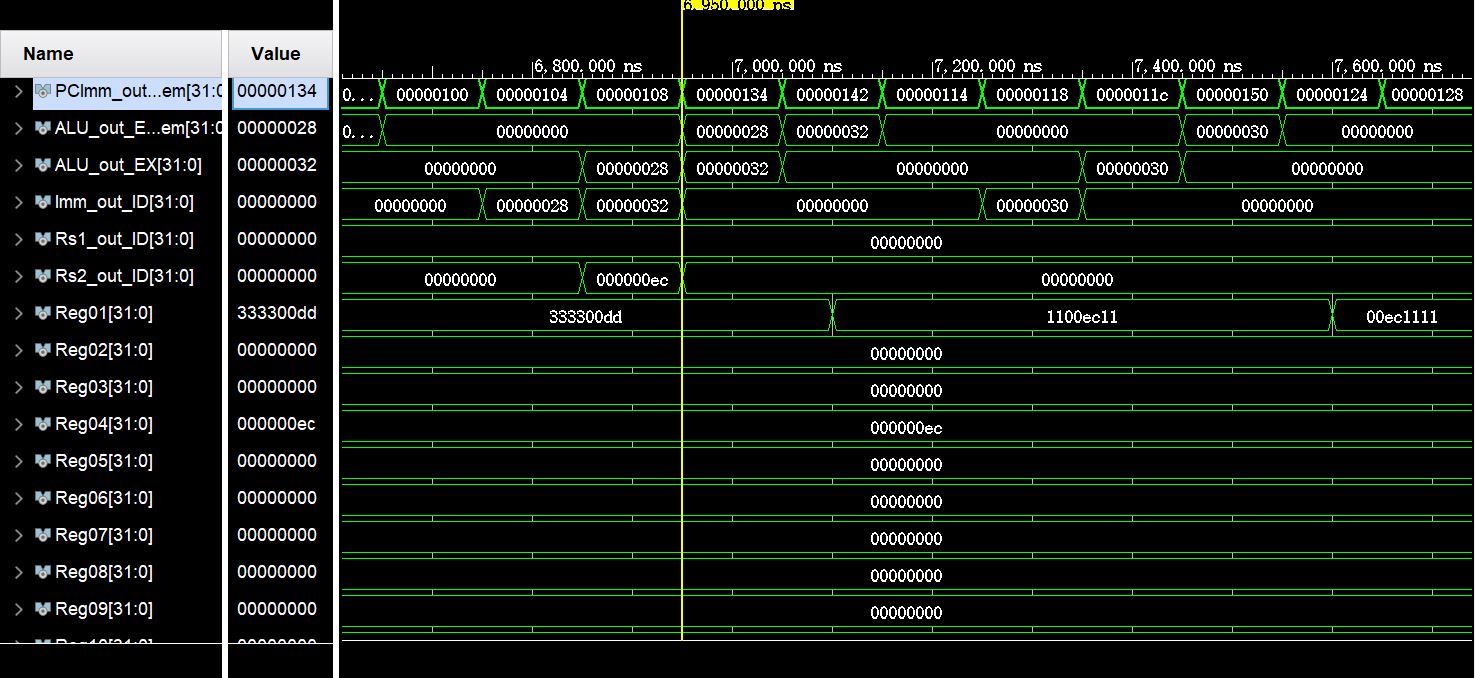 6,950.000 ns
Name Value
6,800.000 ns 7,000.000 ns 7,200.000 ns 7,400.000 ns 7,600.000 ns
PCImm_out...em[31:0 00000134 0... 00000100 00000104 00000108 00000134 00000142 00000114 00000118 0000011c 00000150 00000124 00000128
ALU_out_E...em[31:0 00000028 0... 00000000 00000028 00000032 00000000 00000030 00000000
ALU_out_EX[31:0] 00000032 00000000 00000028 00000032 00000000 00000030 00000000
Imm_out_ID[31:0] 00000000 00000000 00000028 00000032 00000000 00000030 00000000
Rs1_out_ID[31:0] 00000000 00000000
Rs2_out_ID[31:0] 00000000 00000000 000000ec 00000000
Reg01[31:0] 333300dd 333300dd 1100ec11 00ec1111
Reg02[31:0] 00000000 00000000
Reg03[31:0] 00000000 00000000
Reg04[31:0] 000000ec 000000ec
Reg05[31:0] 00000000 00000000
Reg06[31:0] 00000000 00000000
Reg07[31:0] 00000000 00000000
Reg08[31:0] 00000000 00000000
Reg09[31:0] 00000000 00000000